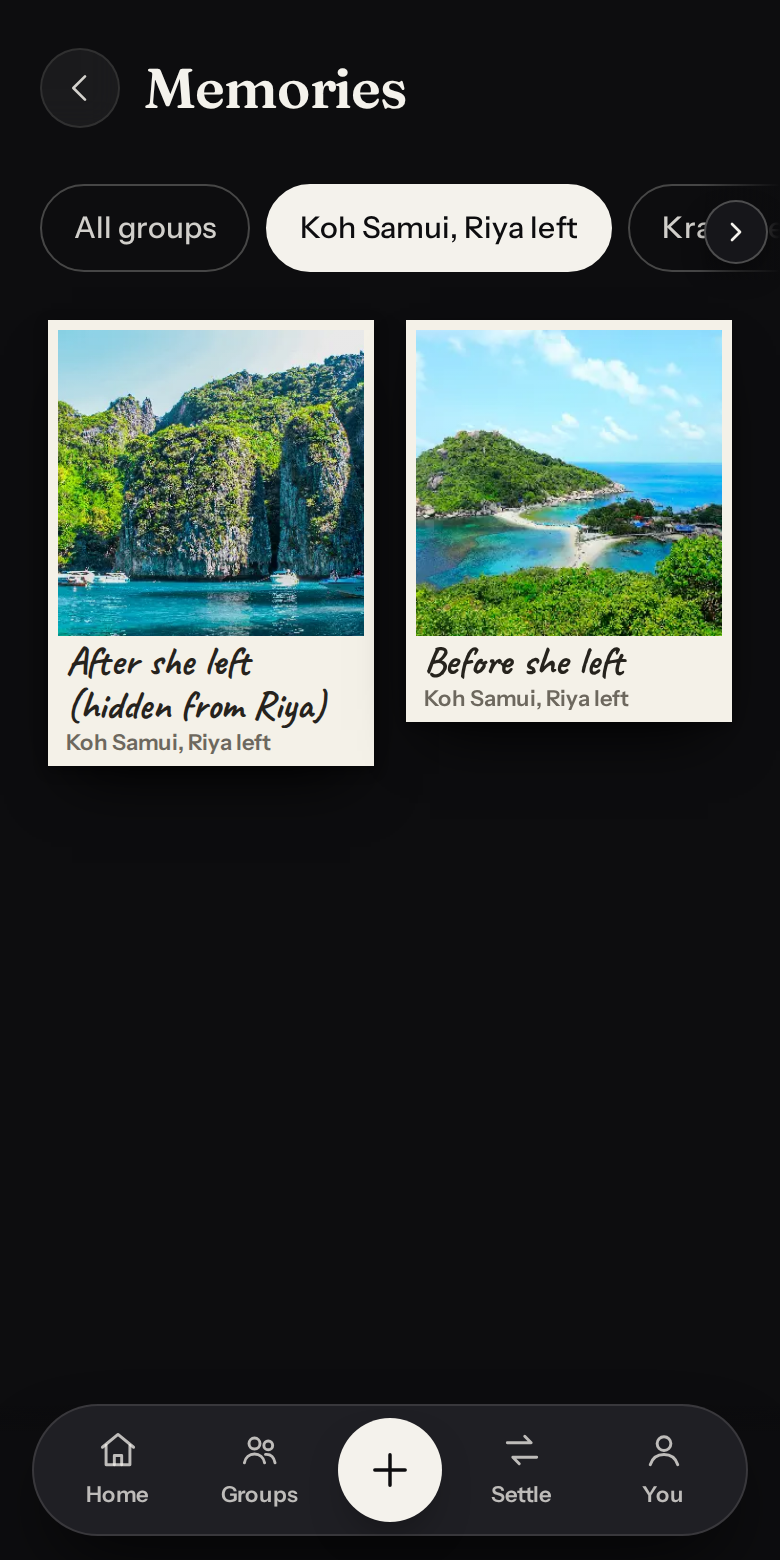 Memories
All groups
Koh Samui, Riya left
After she left
(hidden from Riya)
Koh Samui, Riya left
Before she left
Koh Samui, Riya left
Home
Groups
Settle
You